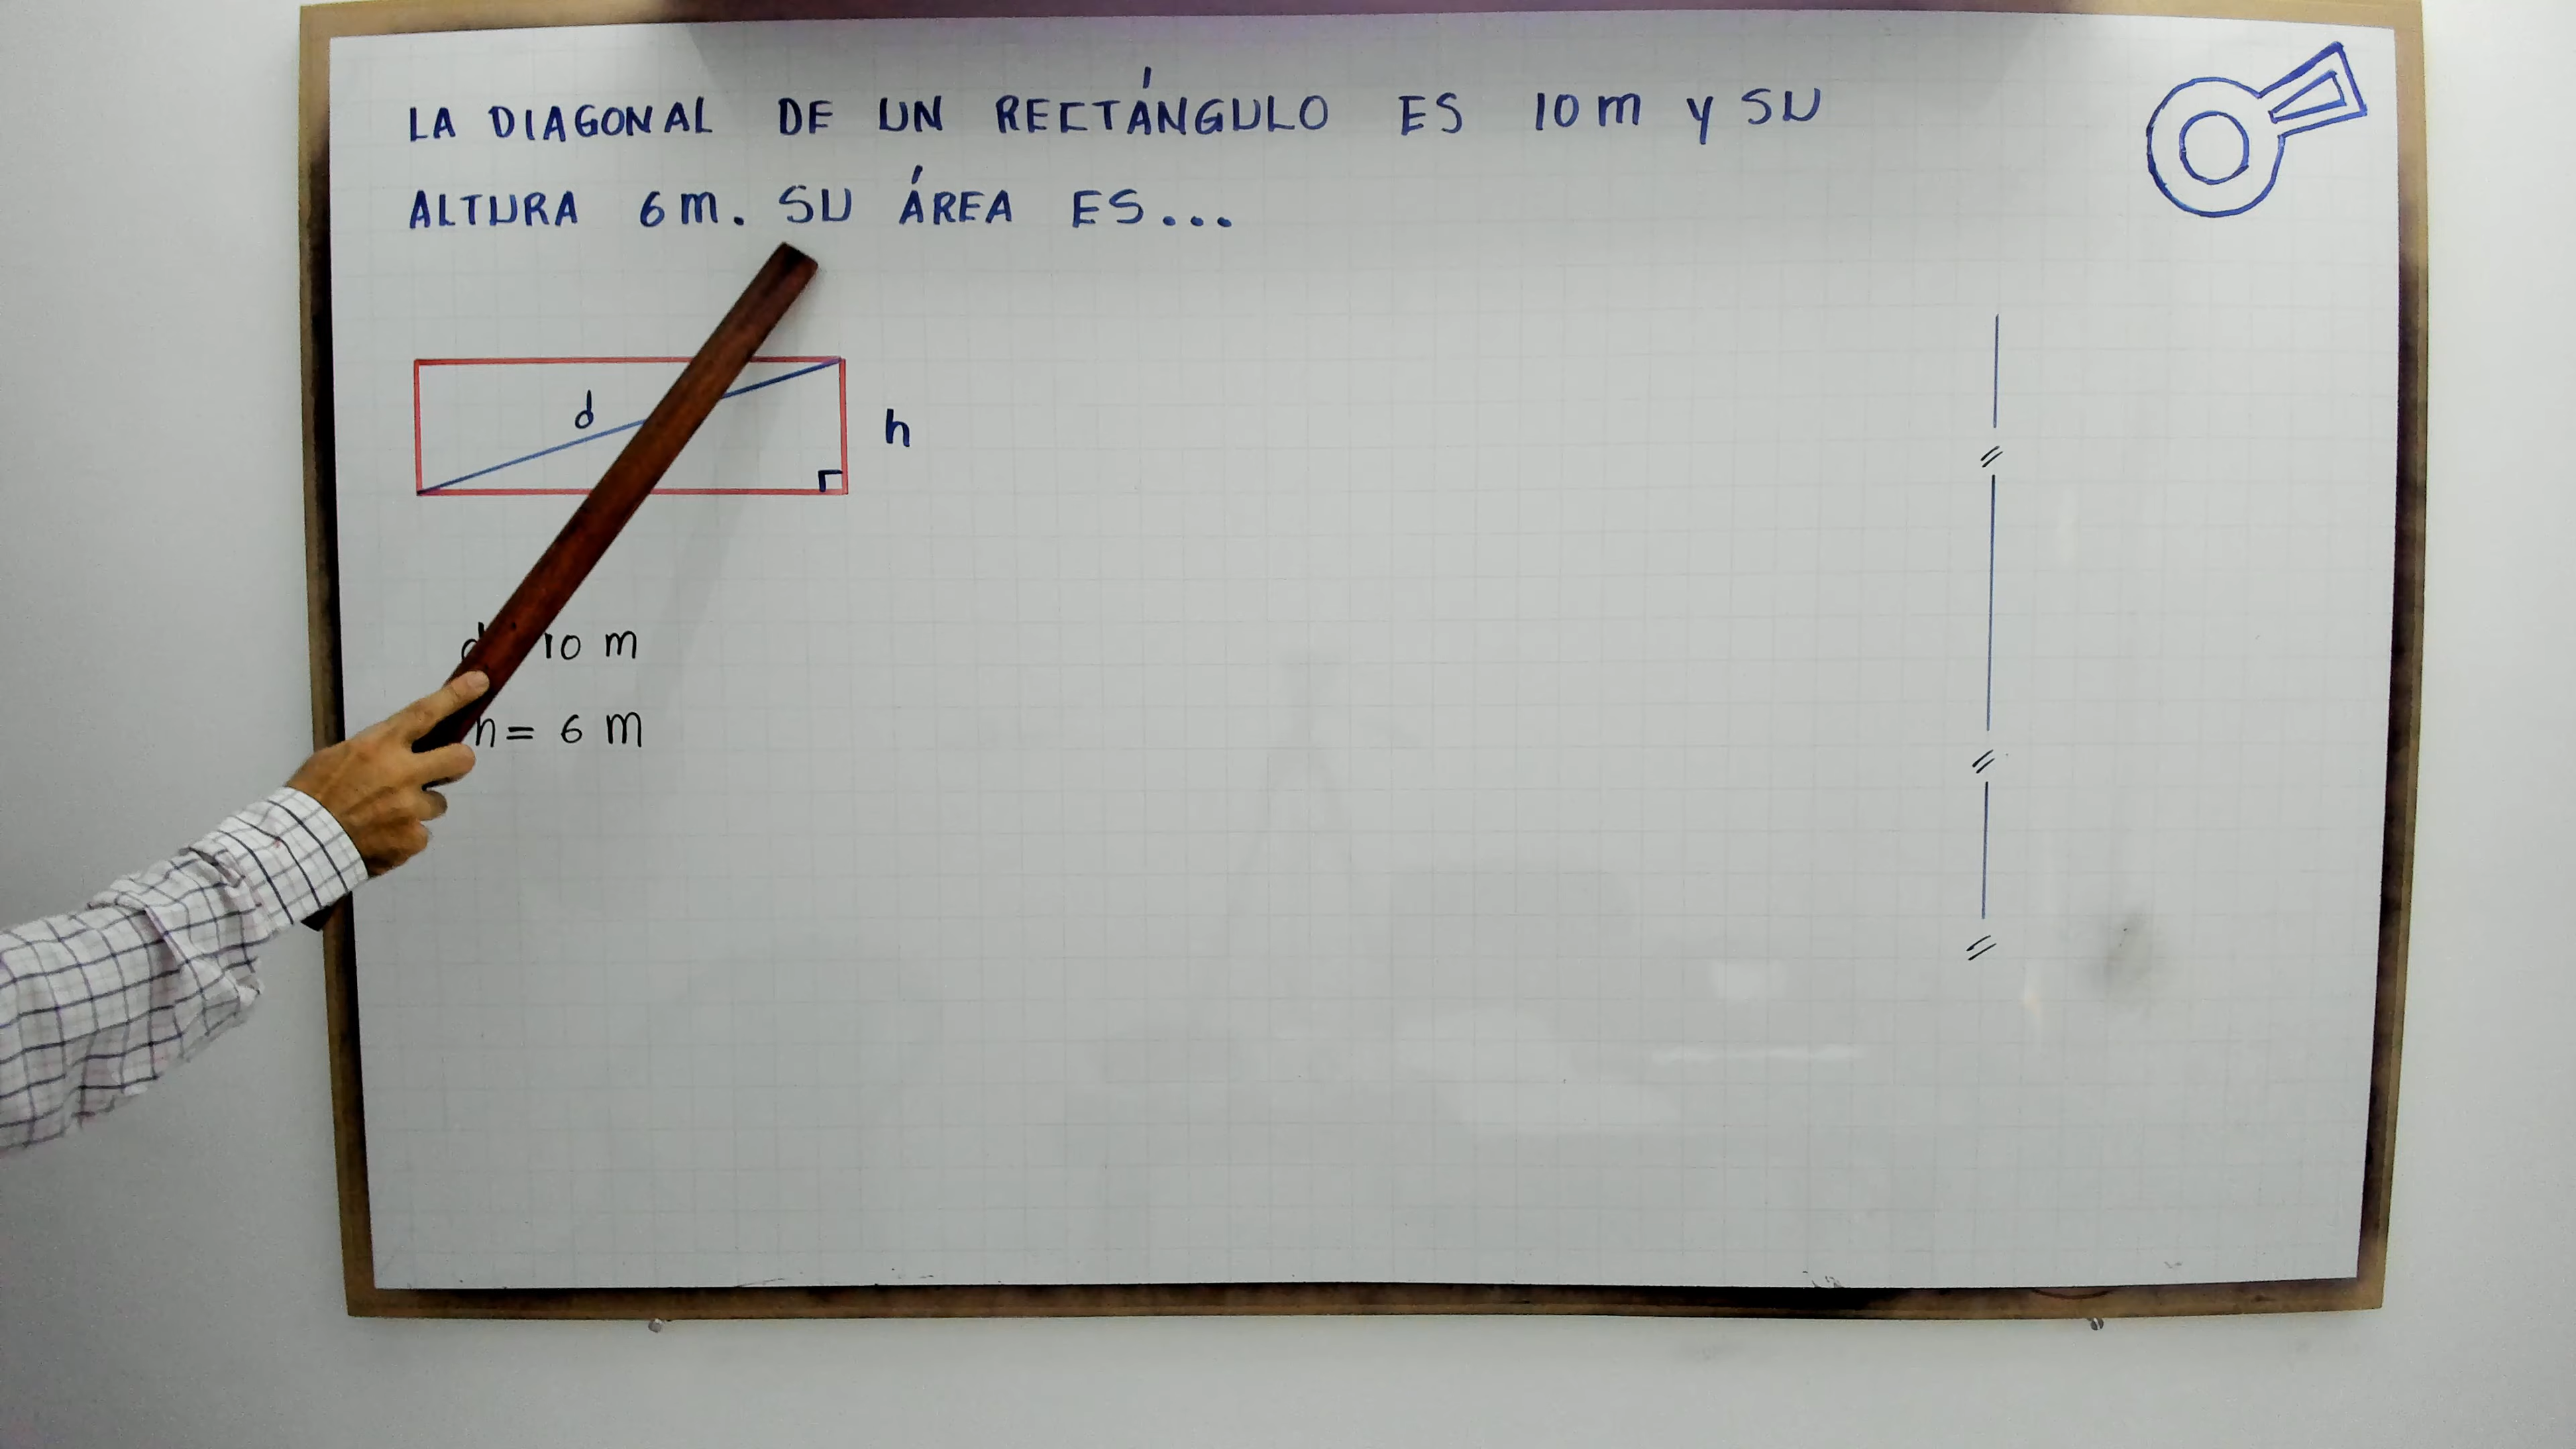 LA DIAGONAL DE UN RECTÁNGULO ES 10 m y SU
ALTURA 6 m. SU ÁREA ES...
d
h
10 m
h = 6 m